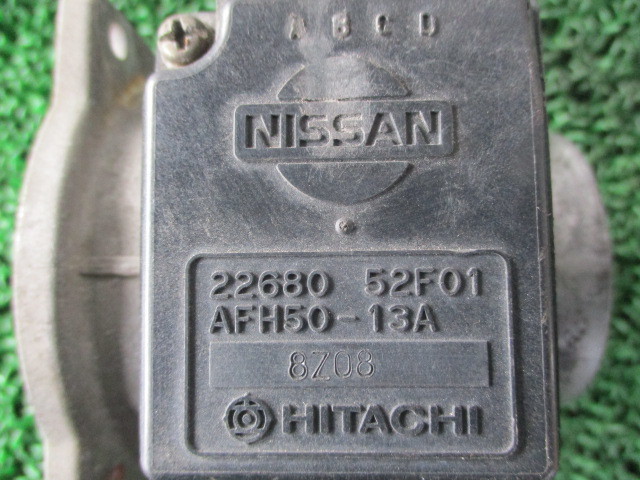 A B C D
NISSAN
22680 52F01
AFH50-13A
8Z08
HITACHI